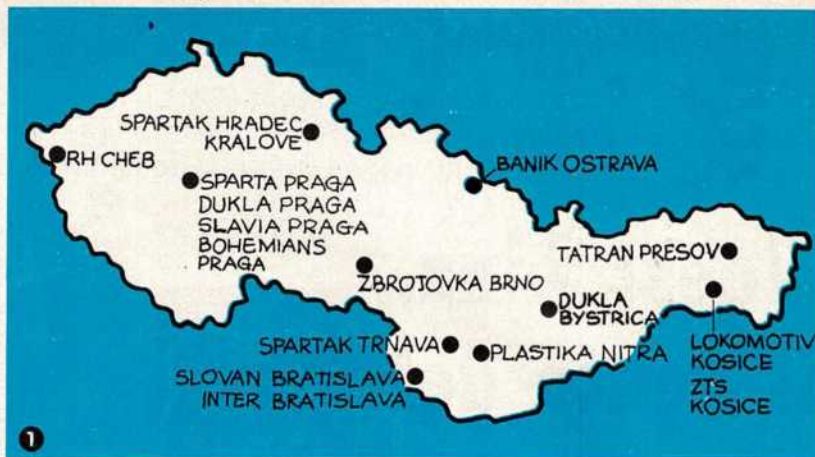 SPARTAK HRADEC
KRALOVE
RH CHEB
BANIK OSTRAVA
SPARTA PRAGA
DUKLA PRAGA
SLAVIA PRAGA
BOHEMIANS
PRAGA
TATRAN PRESOV
ZBROJOVKA BRNO
DUKLA
BYSTRICA
LOKOMOTIV
KOSICE
ZTS
KOSICE
SPARTAK TRNAVA
PLASTIKA NITRA
SLOVAN BRATISLAVA
INTER BRATISLAVA
1